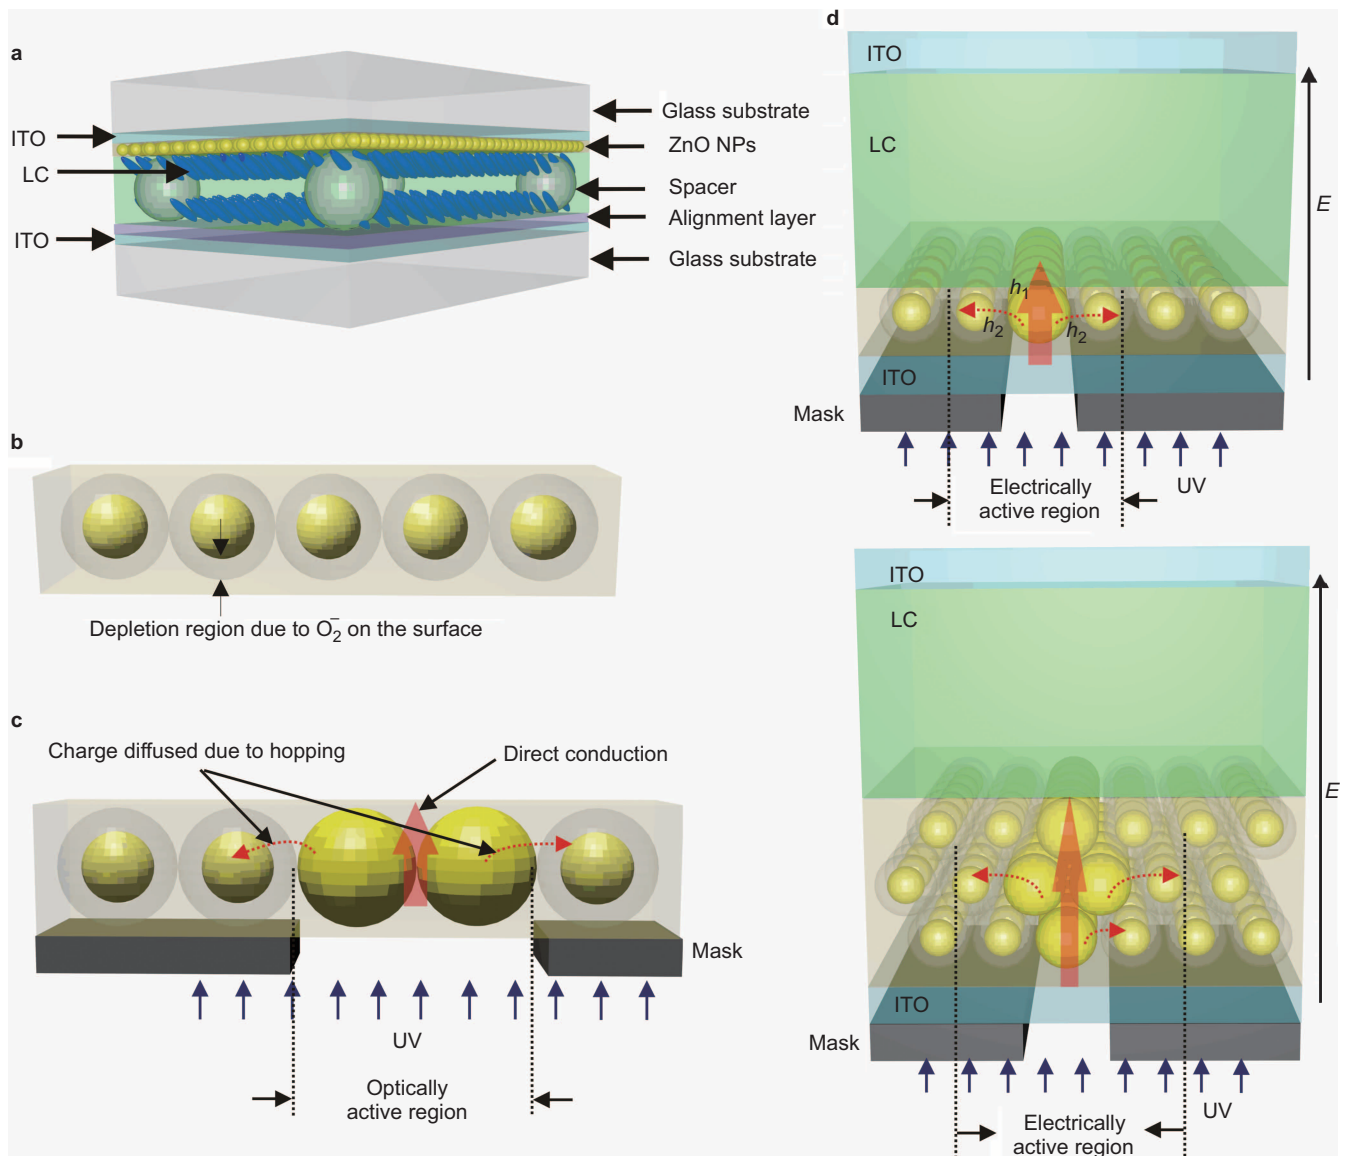 a
ITO
LC
ITO
Glass substrate
ZnO NPs
Spacer
Alignment layer
Glass substrate
b
Depletion region due to O₂⁻ on the surface
c
Charge diffused due to hopping
Direct conduction
Mask
UV
Optically
active region
d
ITO
LC
E
h₁
h₂
h₂
ITO
Mask
UV
Electrically
active region
ITO
LC
E
ITO
Mask
UV
Electrically
active region